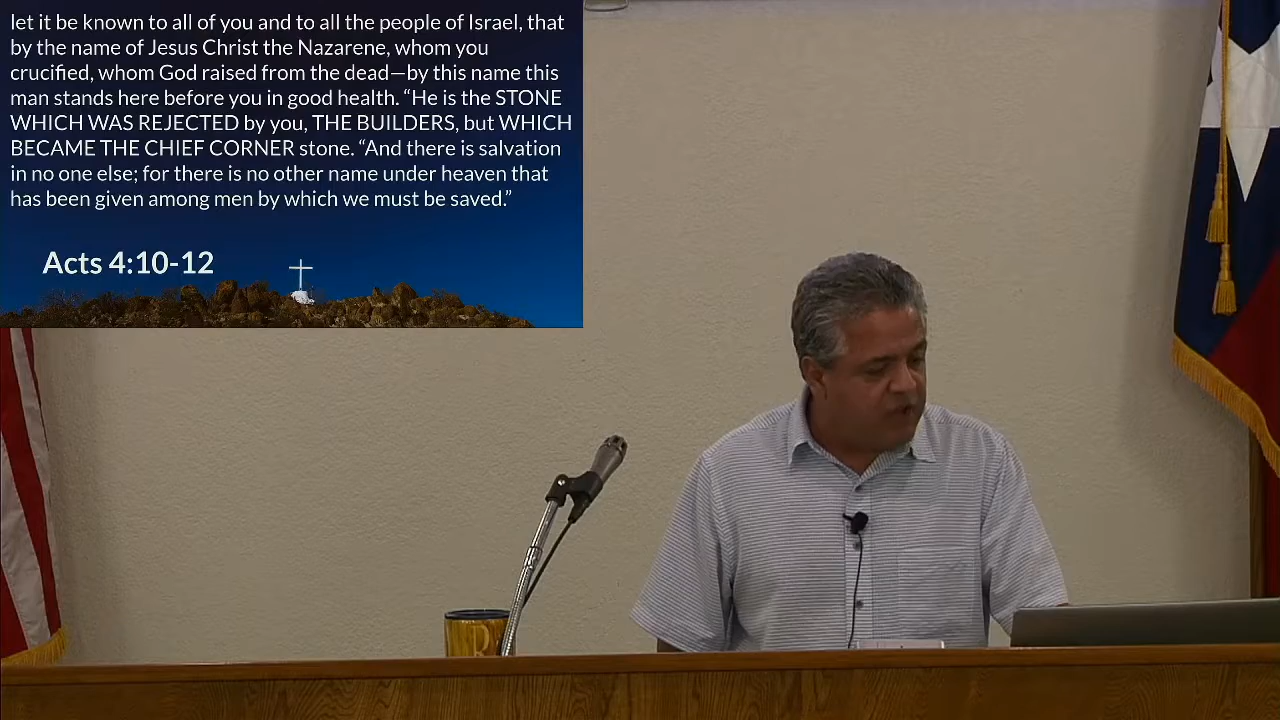 let it be known to all of you and to all the people of Israel, that
by the name of Jesus Christ the Nazarene, whom you
crucified, whom God raised from the dead—by this name this
man stands here before you in good health. “He is the STONE
WHICH WAS REJECTED by you, THE BUILDERS, but WHICH
BECAME THE CHIEF CORNER stone. “And there is salvation
in no one else; for there is no other name under heaven that
has been given among men by which we must be saved.”
Acts 4:10-12